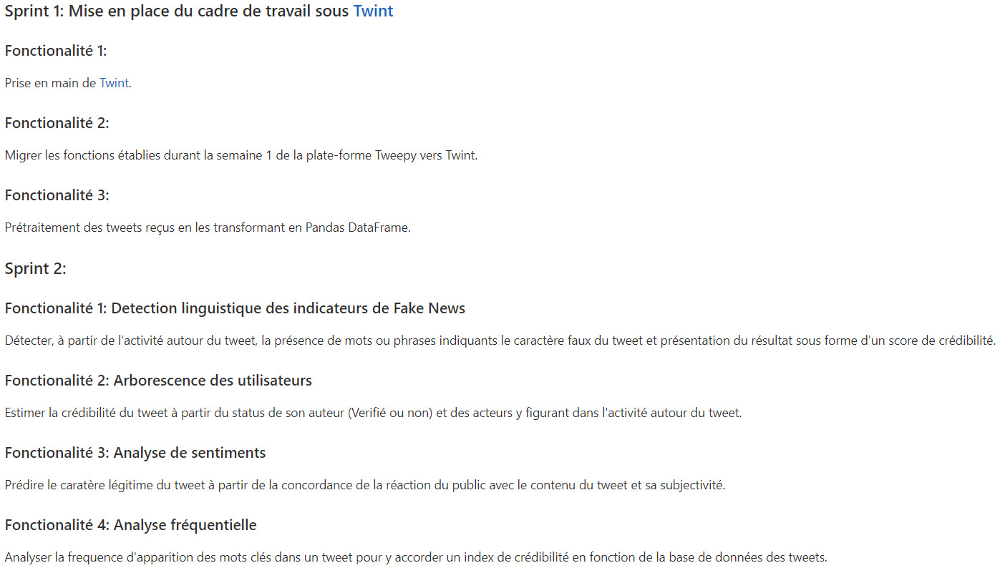 Sprint 1: Mise en place du cadre de travail sous Twint
Fonctionalité 1:
Prise en main de Twint.
Fonctionalité 2:
Migrer les fonctions établies durant la semaine 1 de la plate-forme Tweepy vers Twint.
Fonctionalité 3:
Prétraitement des tweets reçus en les transformant en Pandas DataFrame.
Sprint 2:
Fonctionalité 1: Detection linguistique des indicateurs de Fake News
Détecter, à partir de l'activité autour du tweet, la présence de mots ou phrases indiquants le caractère faux du tweet et présentation du résultat sous forme d'un score de crédibilité.
Fonctionalité 2: Arborescence des utilisateurs
Estimer la crédibilité du tweet à partir du status de son auteur (Verifié ou non) et des acteurs y figurant dans l'activité autour du tweet.
Fonctionalité 3: Analyse de sentiments
Prédire le caratère légitime du tweet à partir de la concordance de la réaction du public avec le contenu du tweet et sa subjectivité.
Fonctionalité 4: Analyse fréquentielle
Analyser la frequence d'apparition des mots clés dans un tweet pour y accorder un index de crédibilité en fonction de la base de données des tweets.